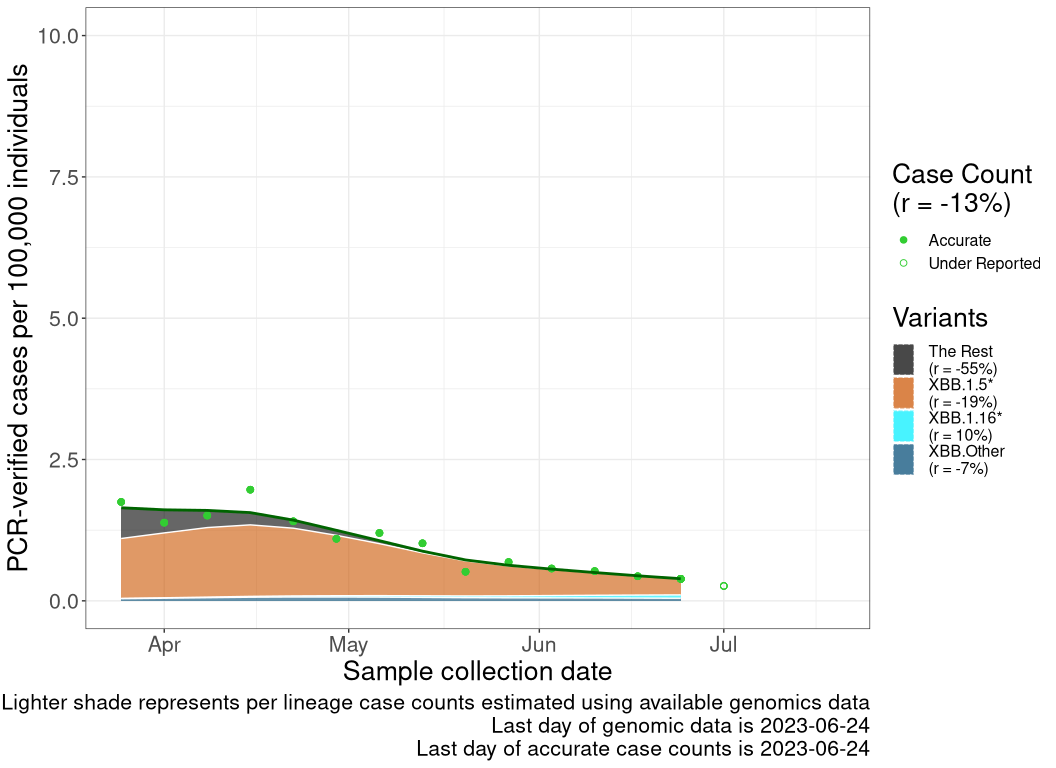 PCR-verified cases per 100,000 individuals
10.0
7.5
5.0
2.5
0.0
Apr
May
Jun
Jul
Sample collection date
Case Count
(r = -13%)
Accurate
Under Reported
Variants
The Rest
(r = -55%)
XBB.1.5*
(r = -19%)
XBB.1.16*
(r = 10%)
XBB.Other
(r = -7%)
Lighter shade represents per lineage case counts estimated using available genomics data
Last day of genomic data is 2023-06-24
Last day of accurate case counts is 2023-06-24